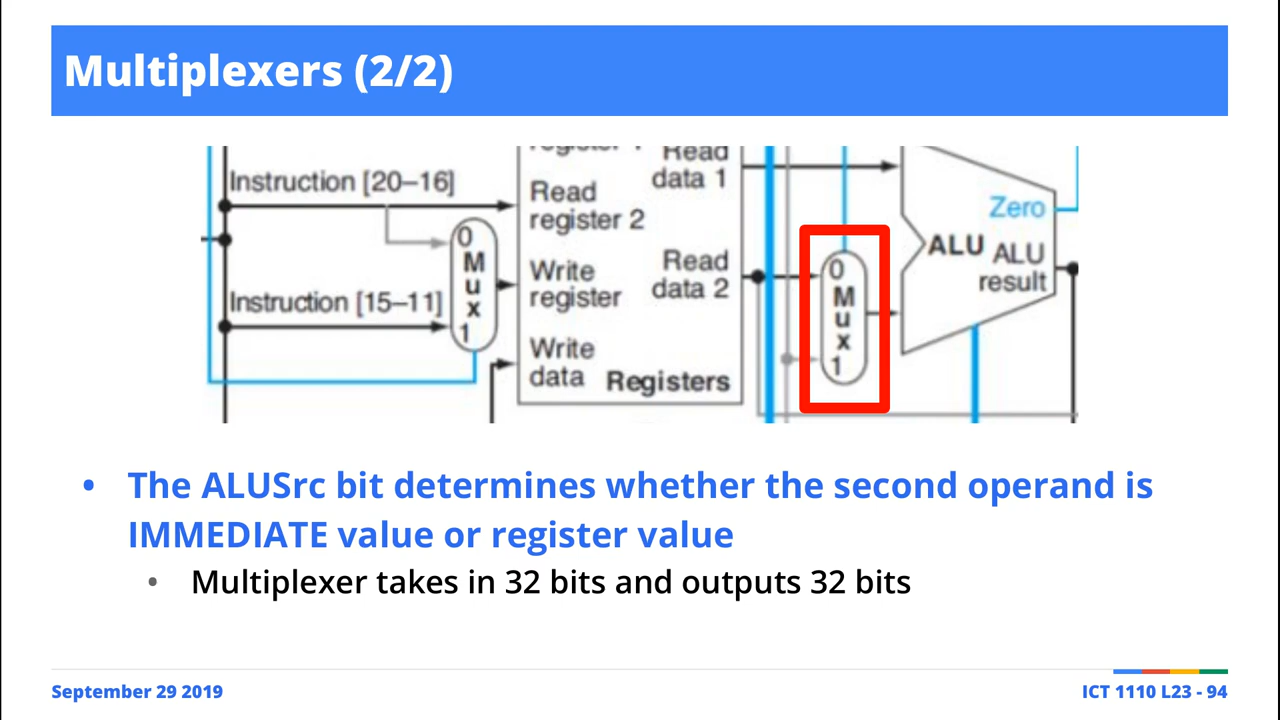 Multiplexers (2/2)
Instruction [20–16]
Instruction [15–11]
0
M
u
x
1
Read
register 2
Write
register
Write
data
Registers
Read
data 1
Read
data 2
0
M
u
x
1
Zero
ALU
ALU
result
• The ALUSrc bit determines whether the second operand is
IMMEDIATE value or register value
• Multiplexer takes in 32 bits and outputs 32 bits
September 29 2019
ICT 1110 L23 - 94